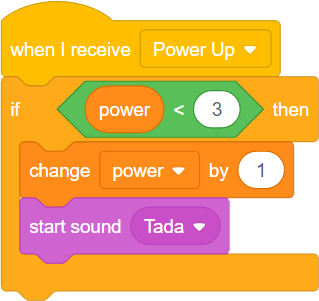 when I receive Power Up
if power < 3 then
change power by 1
start sound Tada